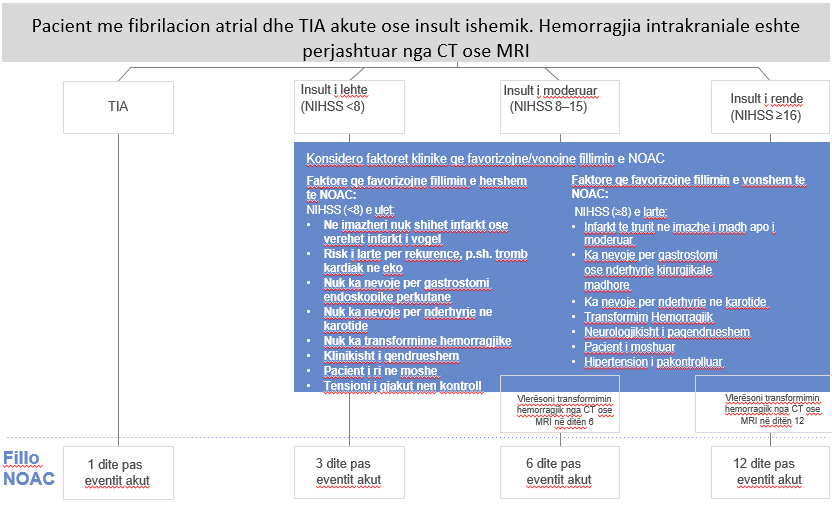 Pacient me fibrilacion atrial dhe TIA akute ose insult ishemik. Hemorragjia intrakraniale eshte
perjashtuar nga CT ose MRI
TIA
Insult i lehte
(NIHSS <8)
Insult i moderuar
(NIHSS 8–15)
Insult i rende
(NIHSS ≥16)
Konsidero faktoret klinike qe favorizojne/vonojne fillimin e NOAC
Faktore qe favorizojne fillimin e hershem
te NOAC:
NIHSS (<8) e ulet:
• Ne imazheri nuk shihet infarkt ose
verehet infarkt i vogel
• Risk i larte per rekurence, p.sh. tromb
kardiak ne eko
• Nuk ka nevoje per gastrostomi
endoskopike perkutane
• Nuk ka nevoje per nderhyrje ne
karotide
• Nuk ka transformime hemorragjike
• Klinikisht i qendrueshem
• Pacient i ri ne moshe
• Tensioni i gjakut nen kontroll
Faktore qe favorizojne fillimin e vonshem te
NOAC:
NIHSS (≥8) e larte:
• Infarkt te trurit ne imazhe i madh apo i
moderuar
• Ka nevoje per gastrostomi
ose nderhyrje kirurgjikale
madhore
• Ka nevoje per nderhyrje ne karotide
• Transformim Hemorragjik
• Neurologjikisht i paqendrueshem
• Pacient i moshuar
• Hipertension i pakontrolluar
Vlerësoni transformimin
hemorragjik nga CT ose
MRI në ditën 6
Vlerësoni transformimin
hemorragjik nga CT ose
MRI në ditën 12
Fillo
NOAC
1 dite pas
eventit akut
3 dite pas
eventit akut
6 dite pas
eventit akut
12 dite pas
eventit akut